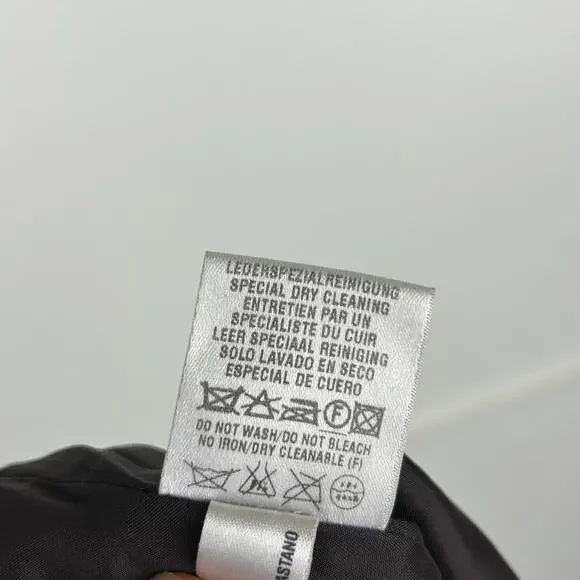 LEDERSPEZIALREINIGUNG
SPECIAL DRY CLEANING
ENTRETIEN PAR UN
SPECIALISTE DU CUIR
LEER SPECIAAL REINIGING
SOLO LAVADO EN SECO
ESPECIAL DE CUERO
F
DO NOT WASH/DO NOT BLEACH
NO IRON/DRY CLEANABLE (F)